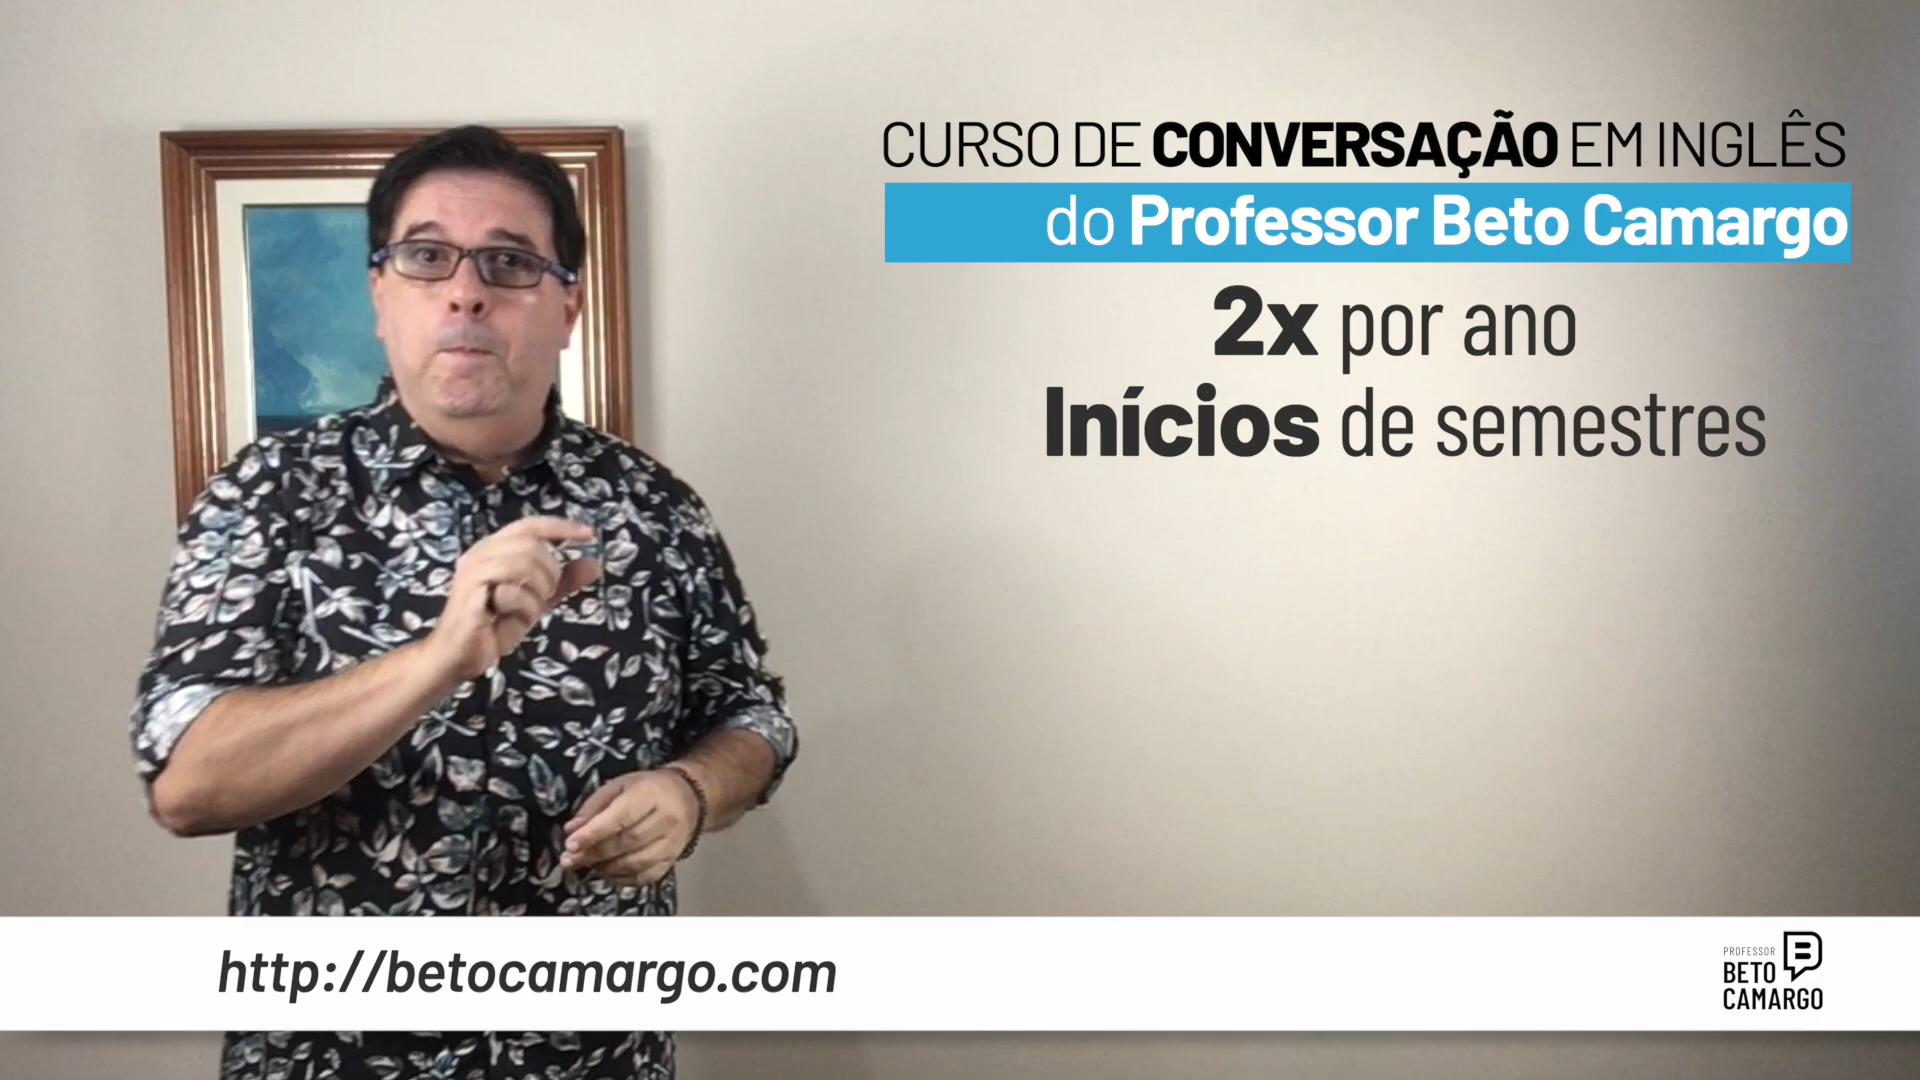 CURSO DE CONVERSAÇÃO EM INGLÊS
do Professor Beto Camargo
2x por ano
Inícios de semestres
http://betocamargo.com
PROFESSOR
BETO
CAMARGO